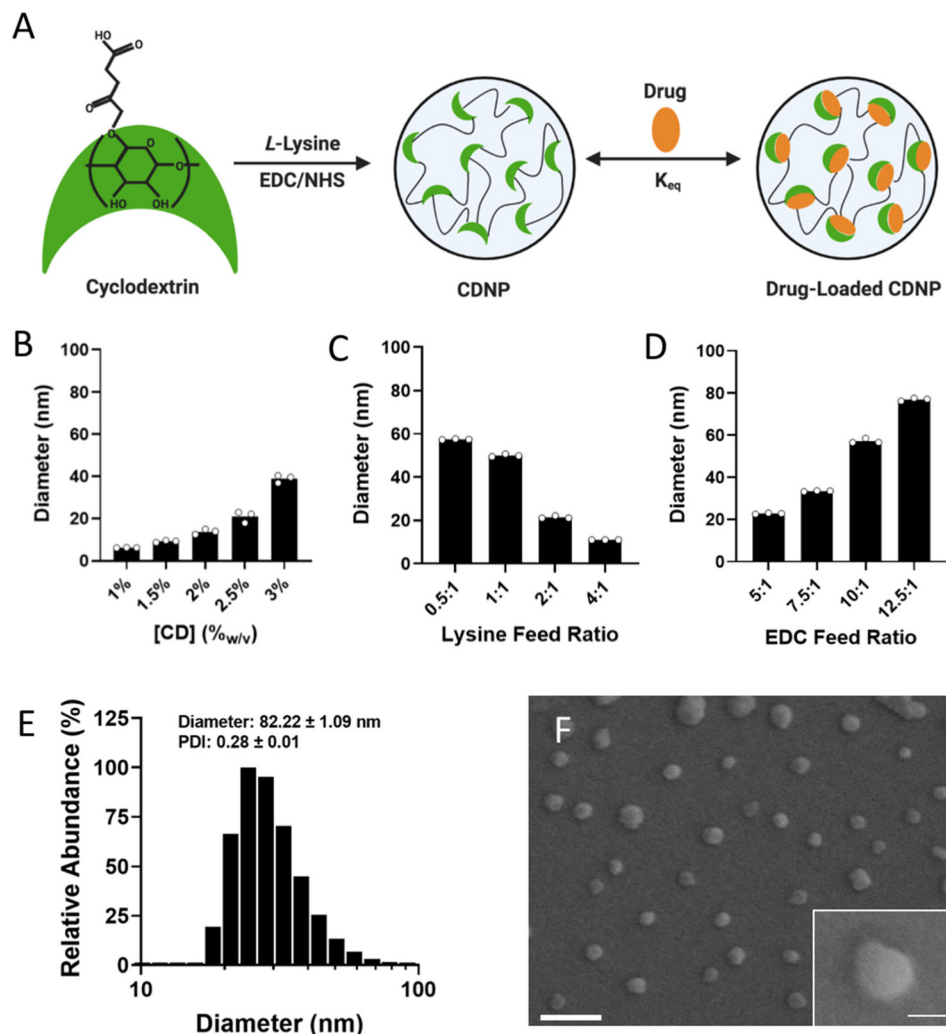 A
HO
O
O
O
O
O
HO
OH
Cyclodextrin
L-Lysine
EDC/NHS
CDNP
Drug
Keq
Drug-Loaded CDNP
B
Diameter (nm)
100
80
60
40
20
0
1%
1.5%
2%
2.5%
3%
[CD] (%w/v)
C
Diameter (nm)
100
80
60
40
20
0
0.5:1
1:1
2:1
4:1
Lysine Feed Ratio
D
Diameter (nm)
100
80
60
40
20
0
5:1
7.5:1
10:1
12.5:1
EDC Feed Ratio
E
Diameter: 82.22 ± 1.09 nm
PDI: 0.28 ± 0.01
Relative Abundance (%)
125
100
75
50
25
0
10
100
Diameter (nm)
F